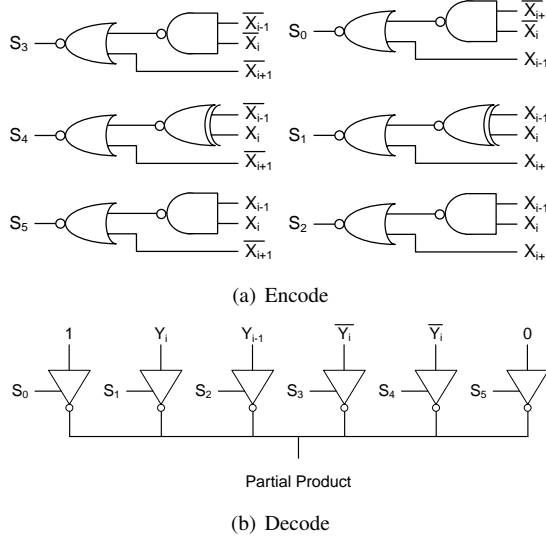 S₃
X̅ᵢ₋₁
X̅ᵢ
X̅ᵢ₊₁
S₀
X̅ᵢ₊
X̅ᵢ
Xᵢ₋₁
S₄
X̅ᵢ₋₁
Xᵢ
X̅ᵢ₊₁
S₁
Xᵢ₋₁
Xᵢ
Xᵢ₊
S₅
Xᵢ₋₁
Xᵢ
X̅ᵢ₊₁
S₂
Xᵢ₋₁
Xᵢ
Xᵢ₊
(a) Encode
1 Yᵢ Yᵢ₋₁ Y̅ᵢ Y̅ᵢ 0
S₀ S₁ S₂ S₃ S₄ S₅
Partial Product
(b) Decode